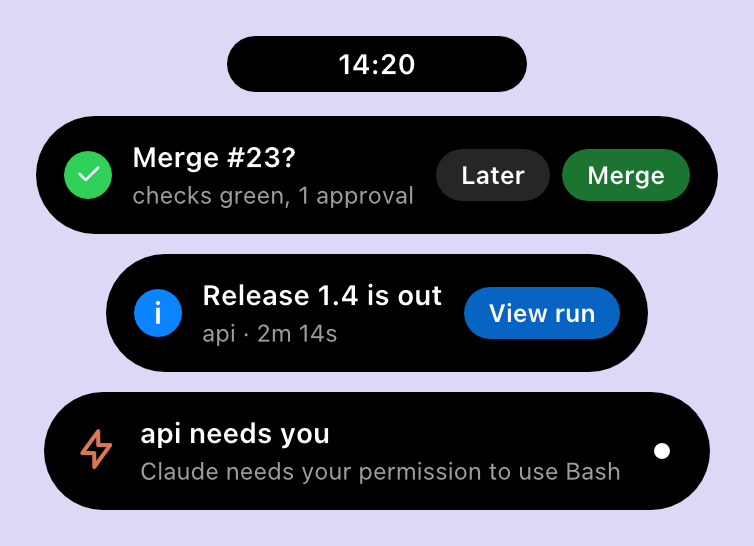 14:20
Merge #23?
checks green, 1 approval
Later
Merge
Release 1.4 is out
api · 2m 14s
View run
api needs you
Claude needs your permission to use Bash